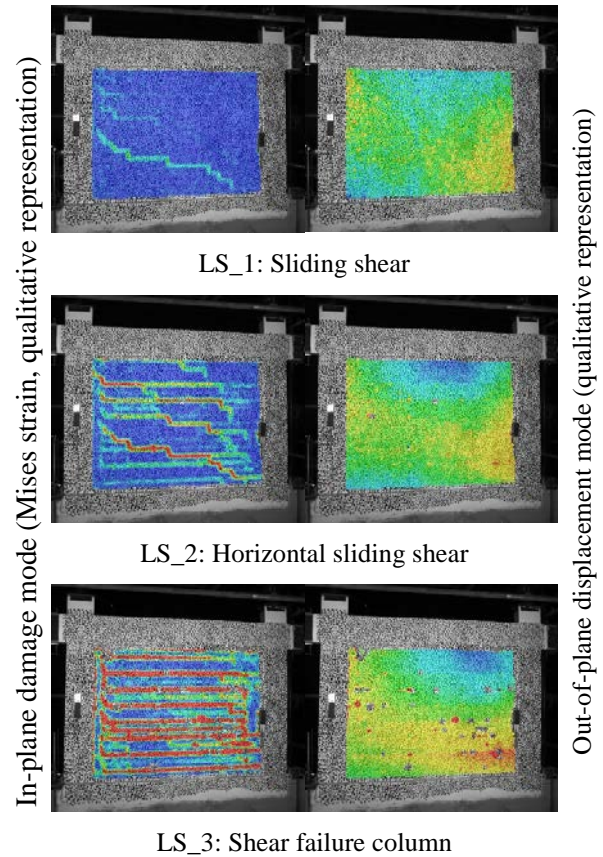 In-plane damage mode (Mises strain, qualitative representation)
LS_1: Sliding shear
LS_2: Horizontal sliding shear
LS_3: Shear failure column
Out-of-plane displacement mode (qualitative representation)